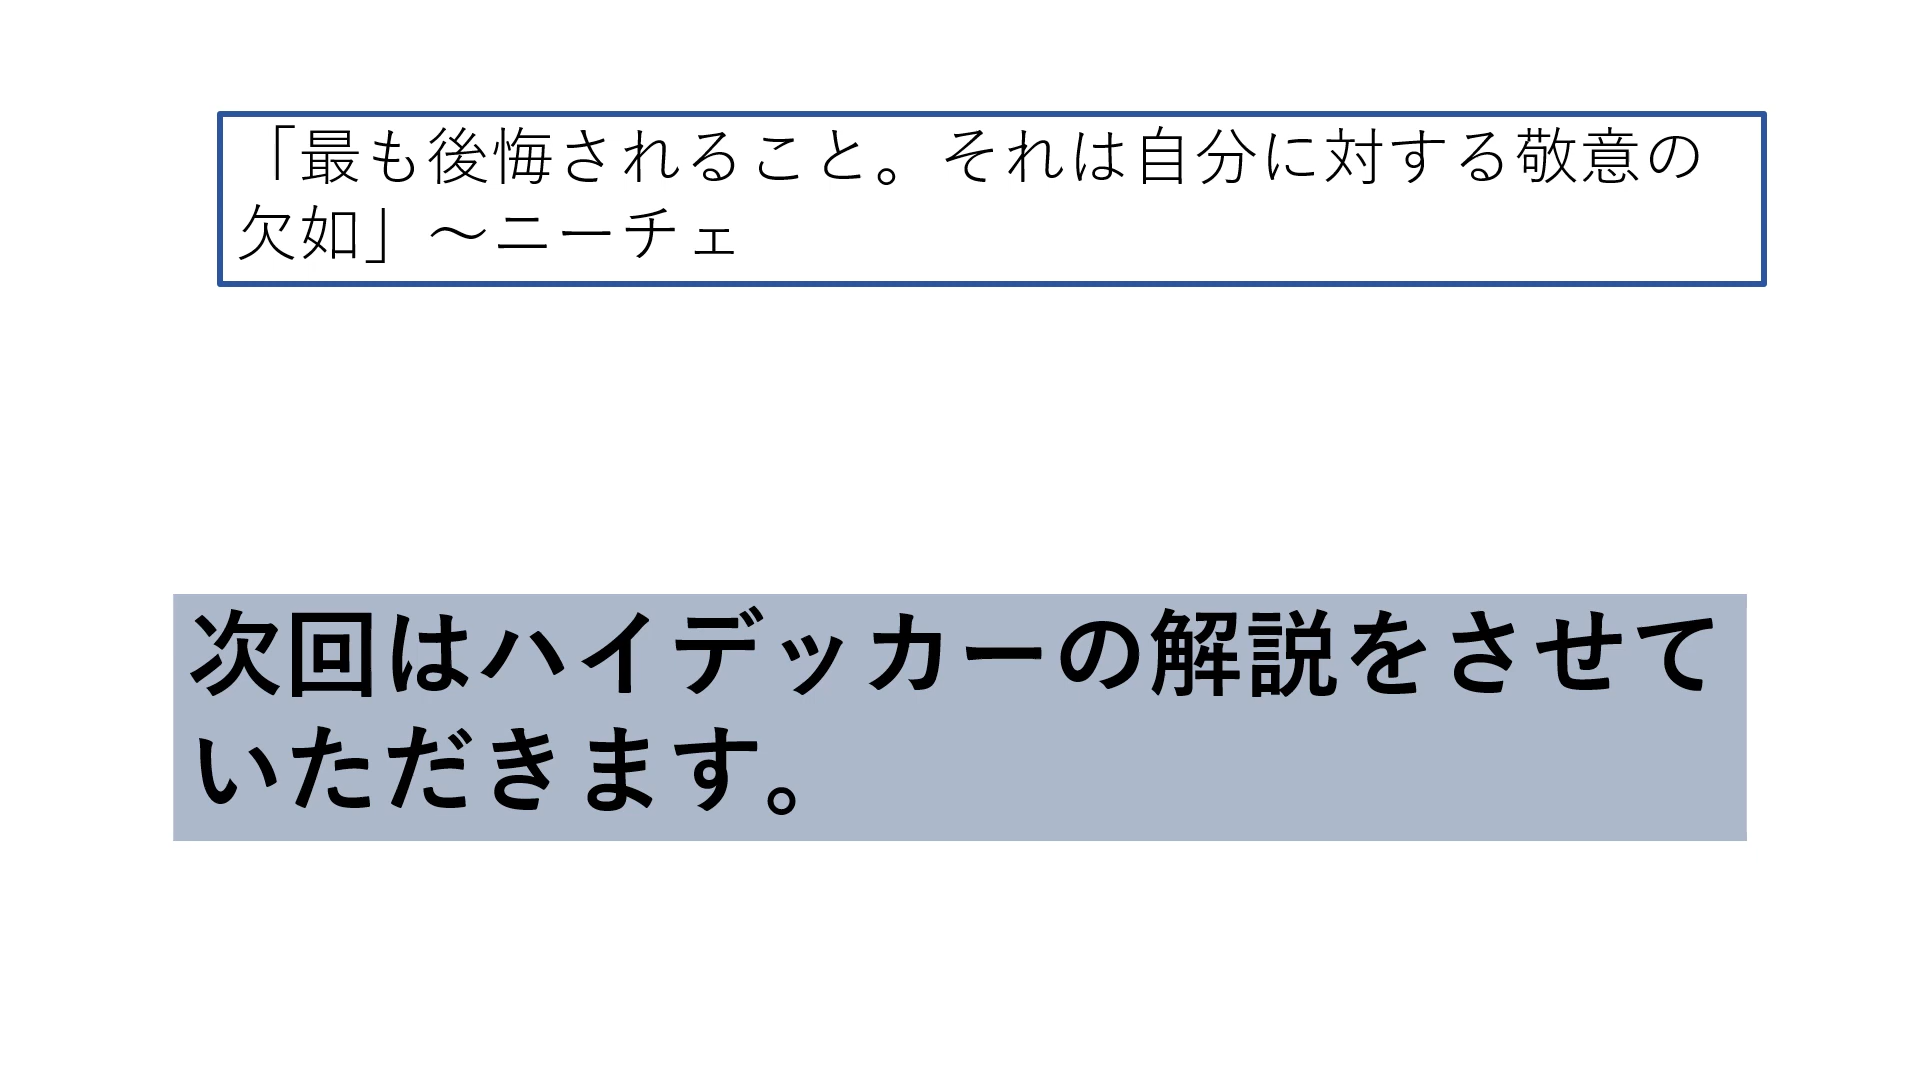 「最も後悔されること。それは自分に対する敬意の
欠如」～ニーチェ
次回はハイデッカーの解説をさせて
いただきます。